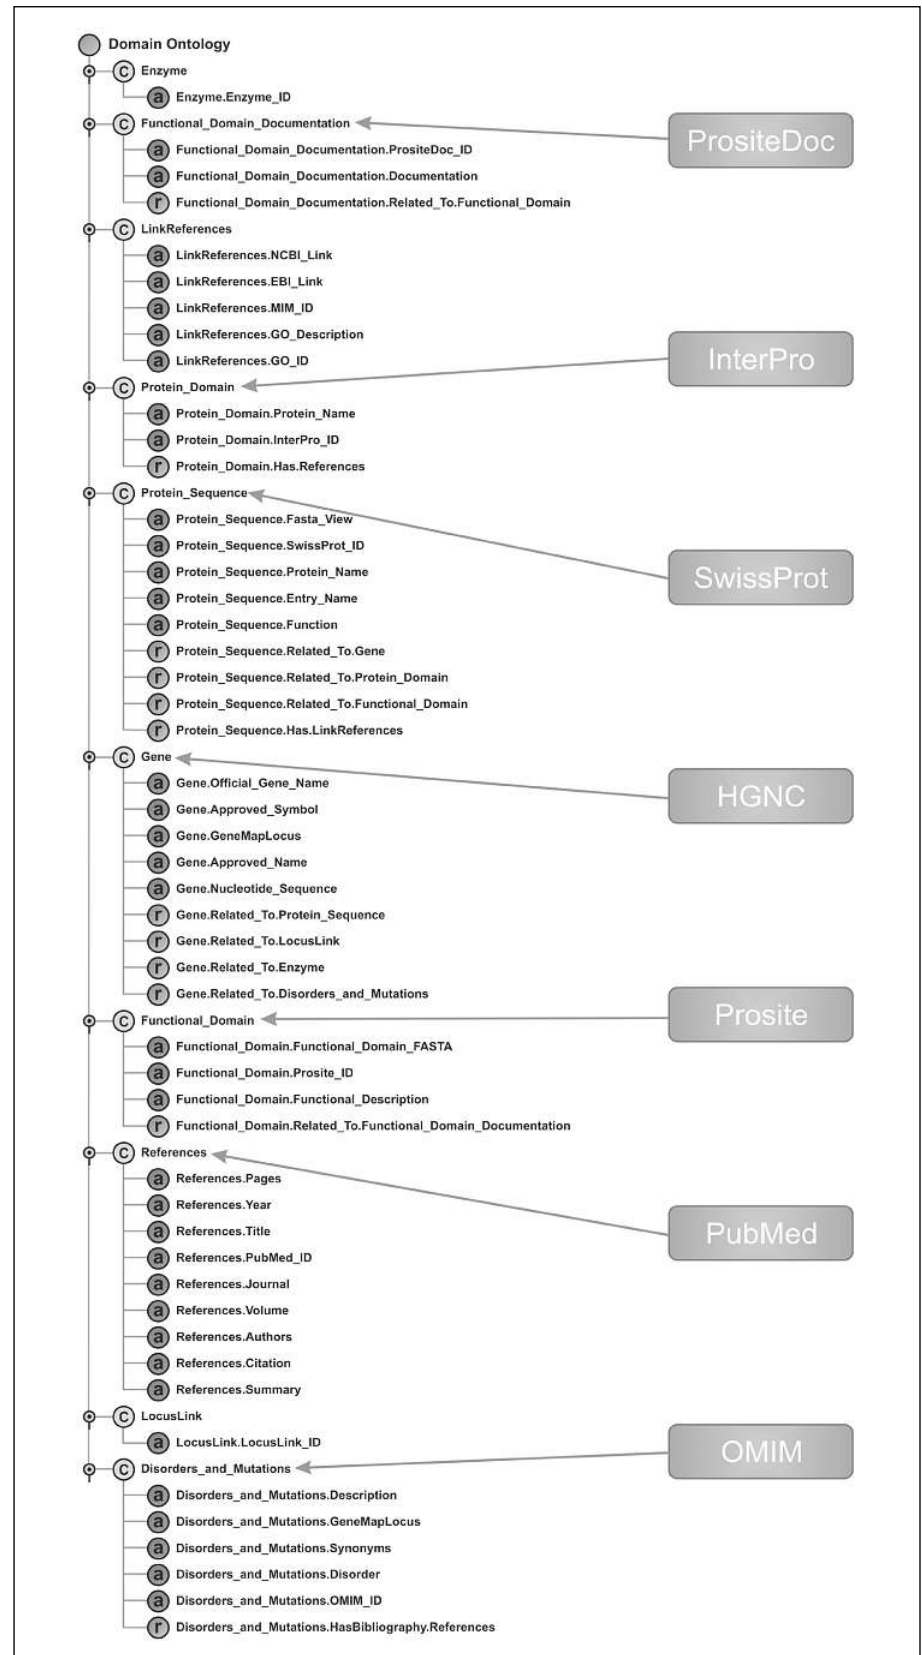 Domain Ontology
C Enzyme
a Enzyme.Enzyme_ID
C Functional_Domain_Documentation
PrositeDoc
a Functional_Domain_Documentation.PrositeDoc_ID
a Functional_Domain_Documentation.Documentation
r Functional_Domain_Documentation.Related_To.Functional_Domain
C LinkReferences
a LinkReferences.NCBI_Link
a LinkReferences.EBI_Link
a LinkReferences.MIM_ID
a LinkReferences.GO_Description
a LinkReferences.GO_ID
InterPro
C Protein_Domain
a Protein_Domain.Protein_Name
a Protein_Domain.InterPro_ID
r Protein_Domain.Has.References
C Protein_Sequence
a Protein_Sequence.Fasta_View
a Protein_Sequence.SwissProt_ID
a Protein_Sequence.Protein_Name
SwissProt
a Protein_Sequence.Entry_Name
a Protein_Sequence.Function
r Protein_Sequence.Related_To.Gene
r Protein_Sequence.Related_To.Protein_Domain
r Protein_Sequence.Related_To.Functional_Domain
r Protein_Sequence.Has.LinkReferences
C Gene
a Gene.Official_Gene_Name
HGNC
a Gene.Approved_Symbol
a Gene.GeneMapLocus
a Gene.Approved_Name
a Gene.Nucleotide_Sequence
r Gene.Related_To.Protein_Sequence
r Gene.Related_To.LocusLink
r Gene.Related_To.Enzyme
r Gene.Related_To.Disorders_and_Mutations
Prosite
C Functional_Domain
a Functional_Domain.Functional_Domain_FASTA
a Functional_Domain.Prosite_ID
a Functional_Domain.Functional_Description
r Functional_Domain.Related_To.Functional_Domain_Documentation
C References
a References.Pages
a References.Year
a References.Title
PubMed
a References.PubMed_ID
a References.Journal
a References.Volume
a References.Authors
a References.Citation
a References.Summary
C LocusLink
a LocusLink.LocusLink_ID
OMIM
C Disorders_and_Mutations
a Disorders_and_Mutations.Description
a Disorders_and_Mutations.GeneMapLocus
a Disorders_and_Mutations.Synonyms
a Disorders_and_Mutations.Disorder
a Disorders_and_Mutations.OMIM_ID
r Disorders_and_Mutations.HasBibliography.References